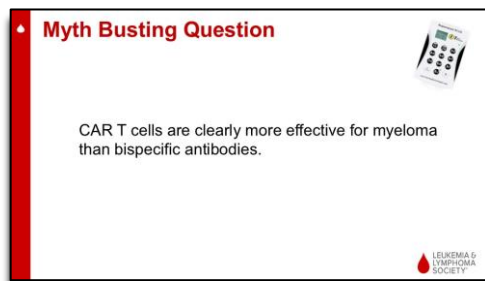 Myth Busting Question
CAR T cells are clearly more effective for myeloma
than bispecific antibodies.
LEUKEMIA &
LYMPHOMA
SOCIETY